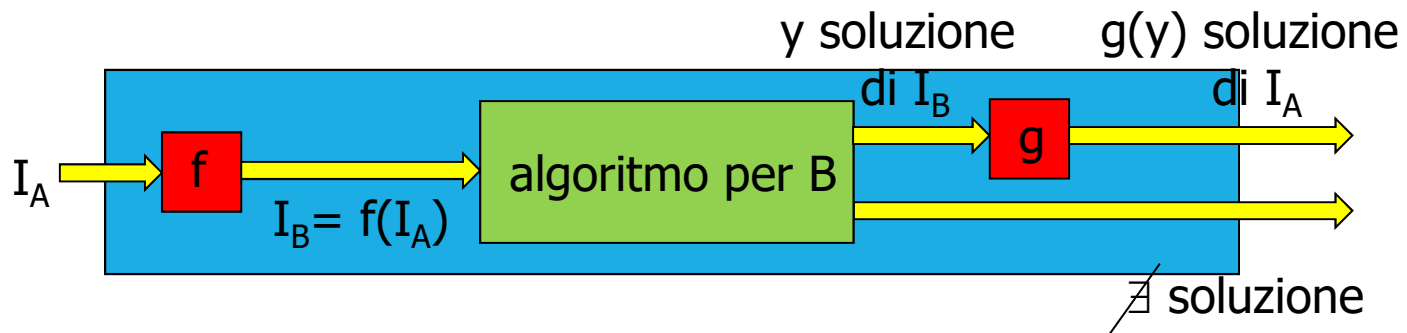 y soluzione
di I_B
g(y) soluzione
di I_A
I_A
f
I_B= f(I_A)
algoritmo per B
g
∄ soluzione